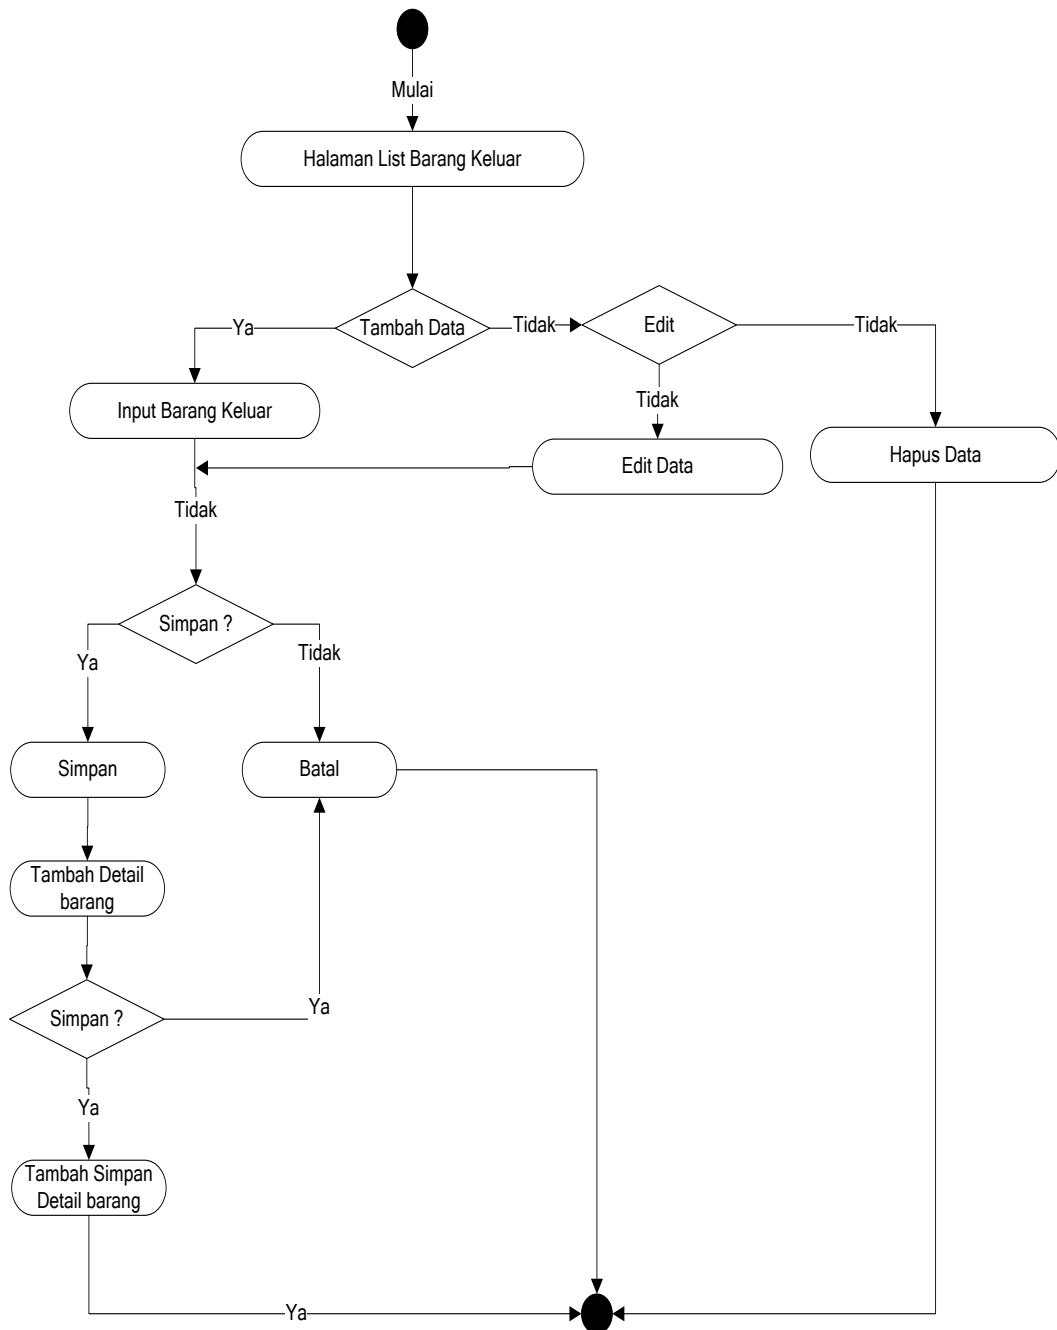 Mulai
Halaman List Barang Keluar
Tambah Data
Ya
Tidak
Edit
Tidak
Tidak
Input Barang Keluar
Edit Data
Hapus Data
Tidak
Simpan ?
Ya
Tidak
Simpan
Batal
Tambah Detail
barang
Simpan ?
Ya
Ya
Tambah Simpan
Detail barang
Ya